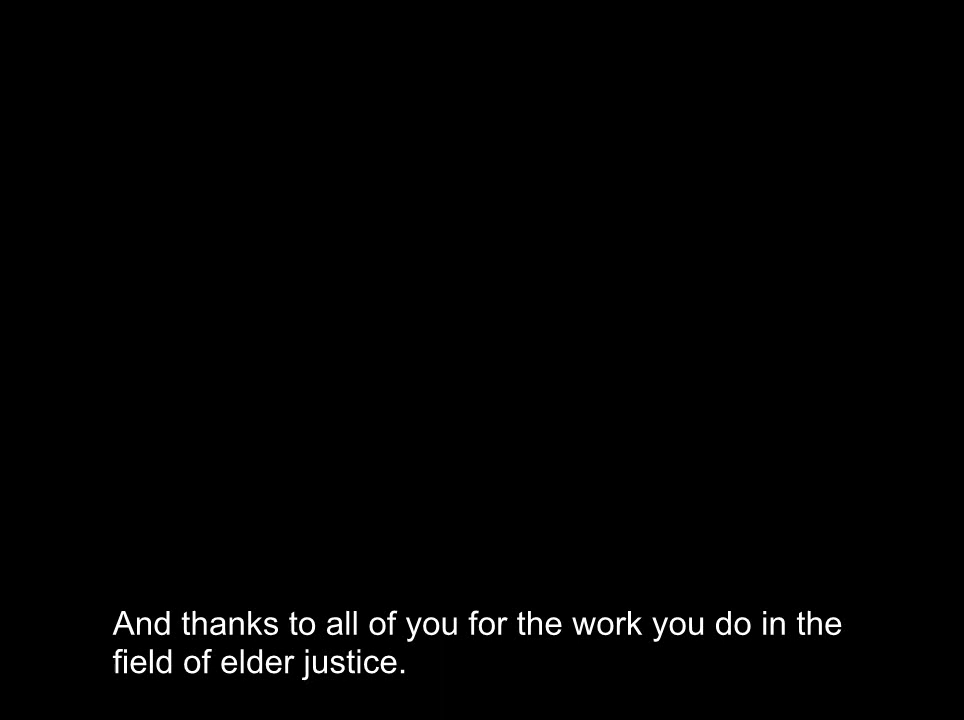 And thanks to all of you for the work you do in the
field of elder justice.